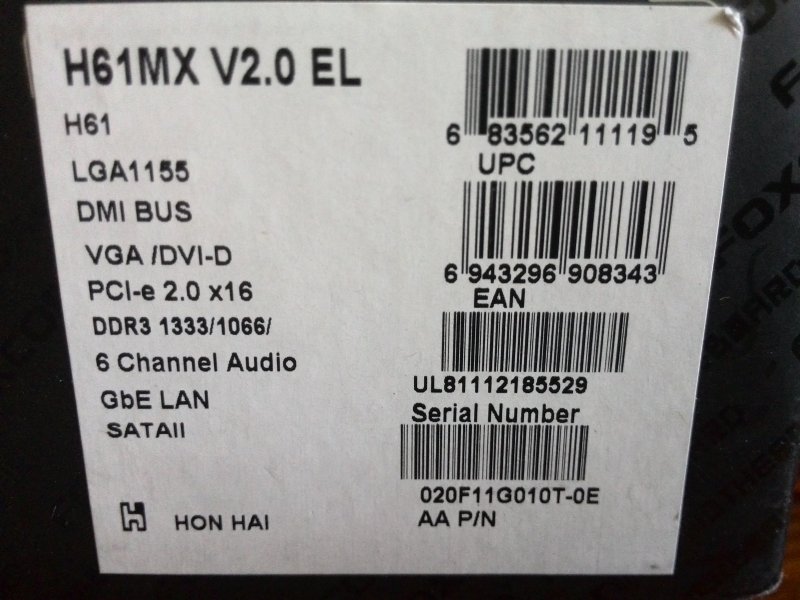 H61MX V2.0 EL
H61
LGA1155
DMI BUS
VGA /DVI-D
PCI-e 2.0 x16
DDR3 1333/1066/
6 Channel Audio
GbE LAN
SATAII
HON HAI
6 83562 11119 5
UPC
6 943296 908343
EAN
UL81112185529
Serial Number
020F11G010T-0E
AA P/N
FOX